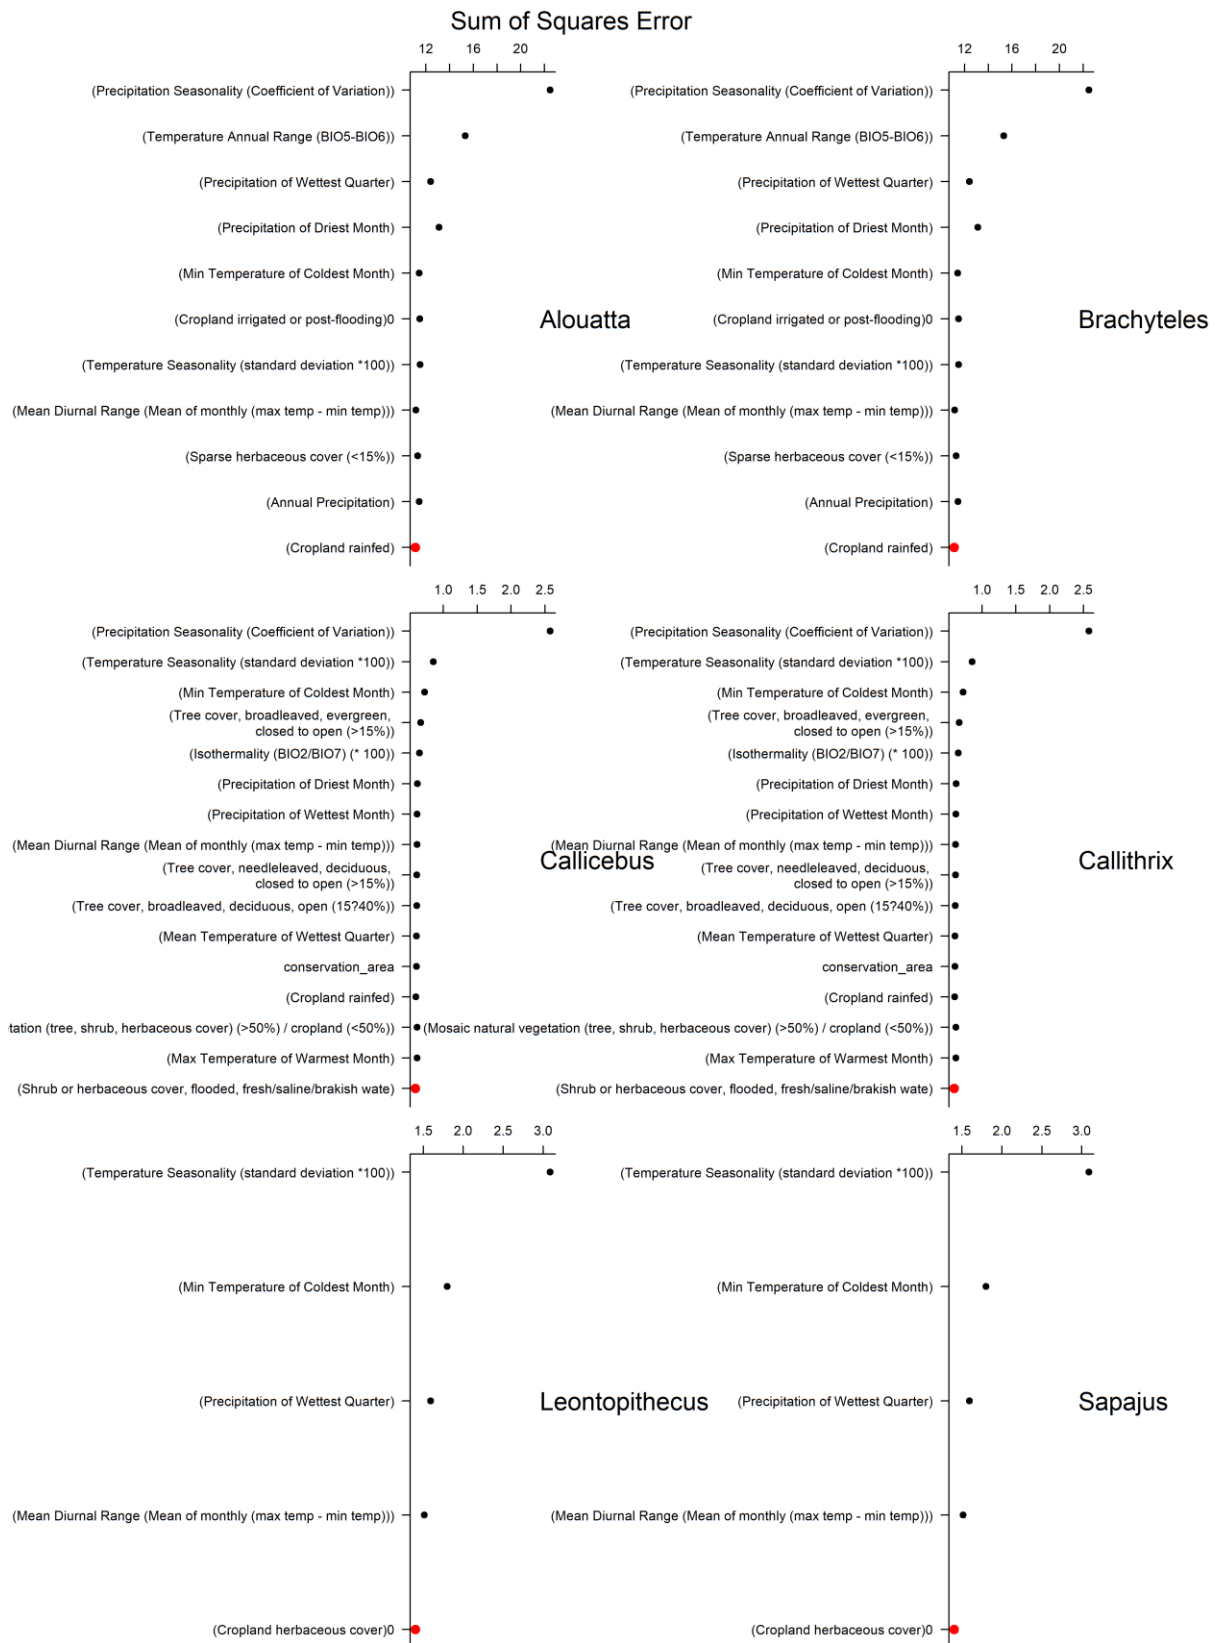 Sum of Squares Error
12 16 20
(Precipitation Seasonality (Coefficient of Variation))
(Temperature Annual Range (BIO5-BIO6))
(Precipitation of Wettest Quarter)
(Precipitation of Driest Month)
(Min Temperature of Coldest Month)
(Cropland irrigated or post-flooding)0
(Temperature Seasonality (standard deviation *100))
(Mean Diurnal Range (Mean of monthly (max temp - min temp)))
(Sparse herbaceous cover (<15%))
(Annual Precipitation)
(Cropland rainfed)
Alouatta
12 16 20
(Precipitation Seasonality (Coefficient of Variation))
(Temperature Annual Range (BIO5-BIO6))
(Precipitation of Wettest Quarter)
(Precipitation of Driest Month)
(Min Temperature of Coldest Month)
(Cropland irrigated or post-flooding)0
(Temperature Seasonality (standard deviation *100))
(Mean Diurnal Range (Mean of monthly (max temp - min temp)))
(Sparse herbaceous cover (<15%))
(Annual Precipitation)
(Cropland rainfed)
Brachyteles
1.0 1.5 2.0 2.5
(Precipitation Seasonality (Coefficient of Variation))
(Temperature Seasonality (standard deviation *100))
(Min Temperature of Coldest Month)
(Tree cover, broadleaved, evergreen,
closed to open (>15%))
(Isothermality (BIO2/BIO7) (* 100))
(Precipitation of Driest Month)
(Precipitation of Wettest Month)
(Mean Diurnal Range (Mean of monthly (max temp - min temp)))
(Tree cover, needleleaved, deciduous,
closed to open (>15%))
(Tree cover, broadleaved, deciduous, open (15?40%))
(Mean Temperature of Wettest Quarter)
conservation_area
(Cropland rainfed)
tation (tree, shrub, herbaceous cover) (>50%) / cropland (<50%))
(Max Temperature of Warmest Month)
(Shrub or herbaceous cover, flooded, fresh/saline/brakish wate)
Callicebus
1.0 1.5 2.0 2.5
(Precipitation Seasonality (Coefficient of Variation))
(Temperature Seasonality (standard deviation *100))
(Min Temperature of Coldest Month)
(Tree cover, broadleaved, evergreen,
closed to open (>15%))
(Isothermality (BIO2/BIO7) (* 100))
(Precipitation of Driest Month)
(Precipitation of Wettest Month)
(Mean Diurnal Range (Mean of monthly (max temp - min temp)))
(Tree cover, needleleaved, deciduous,
closed to open (>15%))
(Tree cover, broadleaved, deciduous, open (15?40%))
(Mean Temperature of Wettest Quarter)
conservation_area
(Cropland rainfed)
(Mosaic natural vegetation (tree, shrub, herbaceous cover) (>50%) / cropland (<50%))
(Max Temperature of Warmest Month)
(Shrub or herbaceous cover, flooded, fresh/saline/brakish wate)
Callithrix
1.5 2.0 2.5 3.0
(Temperature Seasonality (standard deviation *100))
(Min Temperature of Coldest Month)
(Precipitation of Wettest Quarter)
(Mean Diurnal Range (Mean of monthly (max temp - min temp)))
(Cropland herbaceous cover)0
Leontopithecus
1.5 2.0 2.5 3.0
(Temperature Seasonality (standard deviation *100))
(Min Temperature of Coldest Month)
(Precipitation of Wettest Quarter)
(Mean Diurnal Range (Mean of monthly (max temp - min temp)))
(Cropland herbaceous cover)0
Sapajus